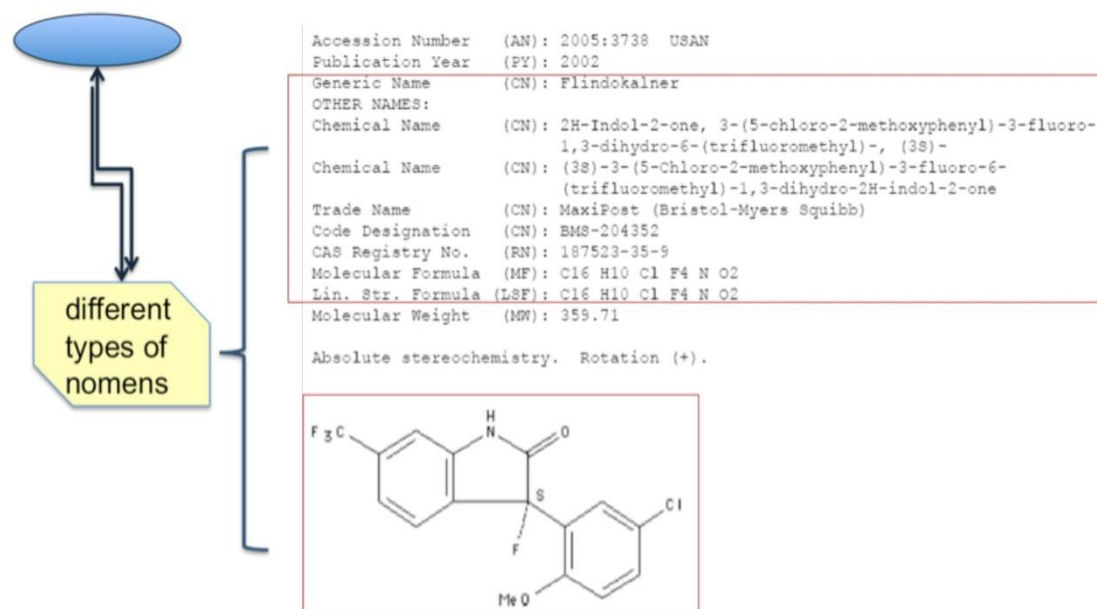 Accession Number (AN): 2005:3738 USAN
Publication Year (PY): 2002
Generic Name (CN): Flindokalner
OTHER NAMES:
Chemical Name (CN): 2H-Indol-2-one, 3-(5-chloro-2-methoxyphenyl)-3-fluoro-
1,3-dihydro-6-(trifluoromethyl)-, (3S)-
Chemical Name (CN): (3S)-3-(5-Chloro-2-methoxyphenyl)-3-fluoro-6-
(trifluoromethyl)-1,3-dihydro-2H-indol-2-one
Trade Name (CN): MaxiPost (Bristol-Myers Squibb)
Code Designation (CN): BMS-204352
CAS Registry No. (RN): 187523-35-9
Molecular Formula (MF): C16 H10 Cl F4 N O2
Lin. Str. Formula (LSF): C16 H10 Cl F4 N O2
Molecular Weight (MW): 359.71
Absolute stereochemistry. Rotation (+).
different
types of
nomens
H
N
F3C
O
S
Cl
F
MeO